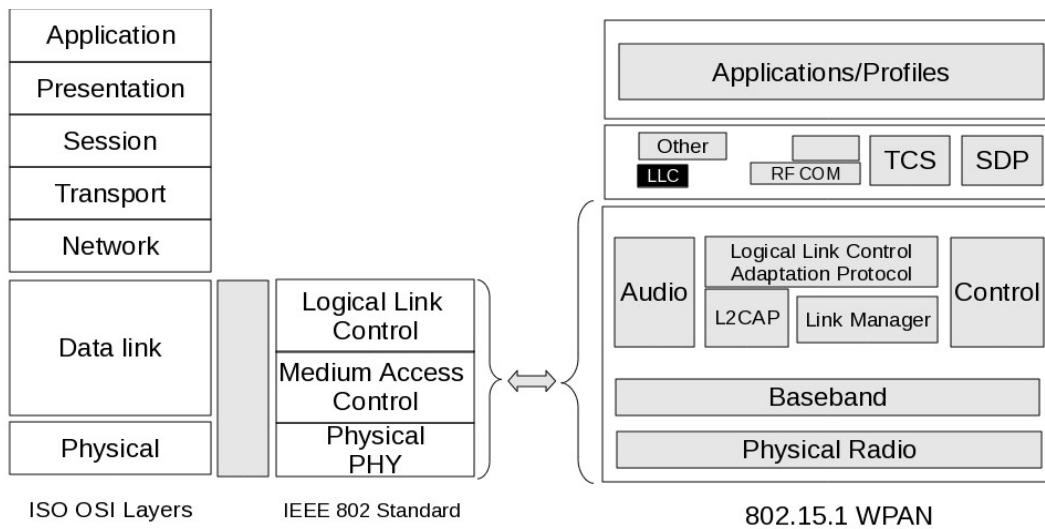 Application
Presentation
Session
Transport
Network
Data link
Physical
ISO OSI Layers
Logical Link
Control
Medium Access
Control
Physical
PHY
IEEE 802 Standard
Applications/Profiles
Other
LLC
RF COM
TCS
SDP
Audio
Logical Link Control
Adaptation Protocol
L2CAP
Link Manager
Control
Baseband
Physical Radio
802.15.1 WPAN